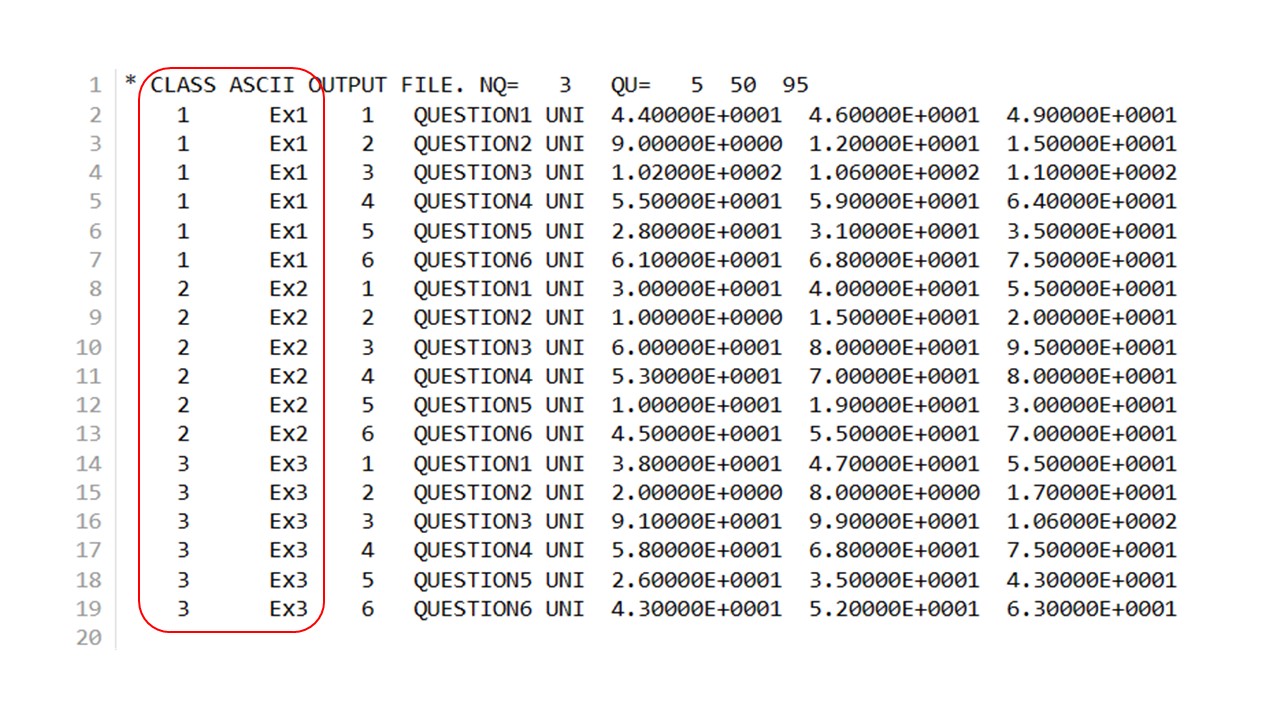 1 * CLASS ASCII OUTPUT FILE. NQ=   3   QU=   5  50  95
2     1      Ex1    1   QUESTION1 UNI  4.40000E+0001  4.60000E+0001  4.90000E+0001
3     1      Ex1    2   QUESTION2 UNI  9.00000E+0000  1.20000E+0001  1.50000E+0001
4     1      Ex1    3   QUESTION3 UNI  1.02000E+0002  1.06000E+0002  1.10000E+0002
5     1      Ex1    4   QUESTION4 UNI  5.50000E+0001  5.90000E+0001  6.40000E+0001
6     1      Ex1    5   QUESTION5 UNI  2.80000E+0001  3.10000E+0001  3.50000E+0001
7     1      Ex1    6   QUESTION6 UNI  6.10000E+0001  6.80000E+0001  7.50000E+0001
8     2      Ex2    1   QUESTION1 UNI  3.00000E+0001  4.00000E+0001  5.50000E+0001
9     2      Ex2    2   QUESTION2 UNI  1.00000E+0000  1.50000E+0001  2.00000E+0001
10    2      Ex2    3   QUESTION3 UNI  6.00000E+0001  8.00000E+0001  9.50000E+0001
11    2      Ex2    4   QUESTION4 UNI  5.30000E+0001  7.00000E+0001  8.00000E+0001
12    2      Ex2    5   QUESTION5 UNI  1.00000E+0001  1.90000E+0001  3.00000E+0001
13    2      Ex2    6   QUESTION6 UNI  4.50000E+0001  5.50000E+0001  7.00000E+0001
14    3      Ex3    1   QUESTION1 UNI  3.80000E+0001  4.70000E+0001  5.50000E+0001
15    3      Ex3    2   QUESTION2 UNI  2.00000E+0000  8.00000E+0000  1.70000E+0001
16    3      Ex3    3   QUESTION3 UNI  9.10000E+0001  9.90000E+0001  1.06000E+0002
17    3      Ex3    4   QUESTION4 UNI  5.80000E+0001  6.80000E+0001  7.50000E+0001
18    3      Ex3    5   QUESTION5 UNI  2.60000E+0001  3.50000E+0001  4.30000E+0001
19    3      Ex3    6   QUESTION6 UNI  4.30000E+0001  5.20000E+0001  6.30000E+0001
20